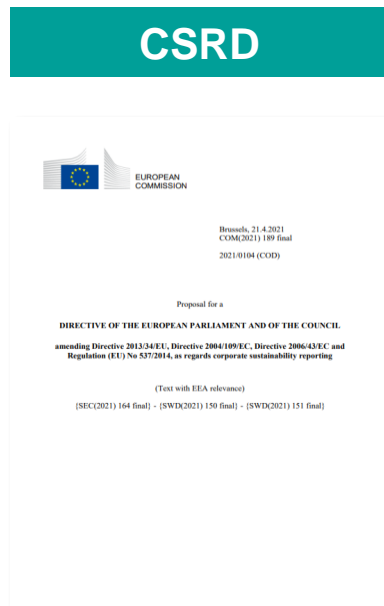 CSRD
EUROPEAN
COMMISSION
Brussels, 21.4.2021
COM(2021) 189 final
2021/0104 (COD)
Proposal for a
DIRECTIVE OF THE EUROPEAN PARLIAMENT AND OF THE COUNCIL
amending Directive 2013/34/EU, Directive 2004/109/EC, Directive 2006/43/EC and
Regulation (EU) No 537/2014, as regards corporate sustainability reporting
(Text with EEA relevance)
{SEC(2021) 164 final} - {SWD(2021) 150 final} - {SWD(2021) 151 final}